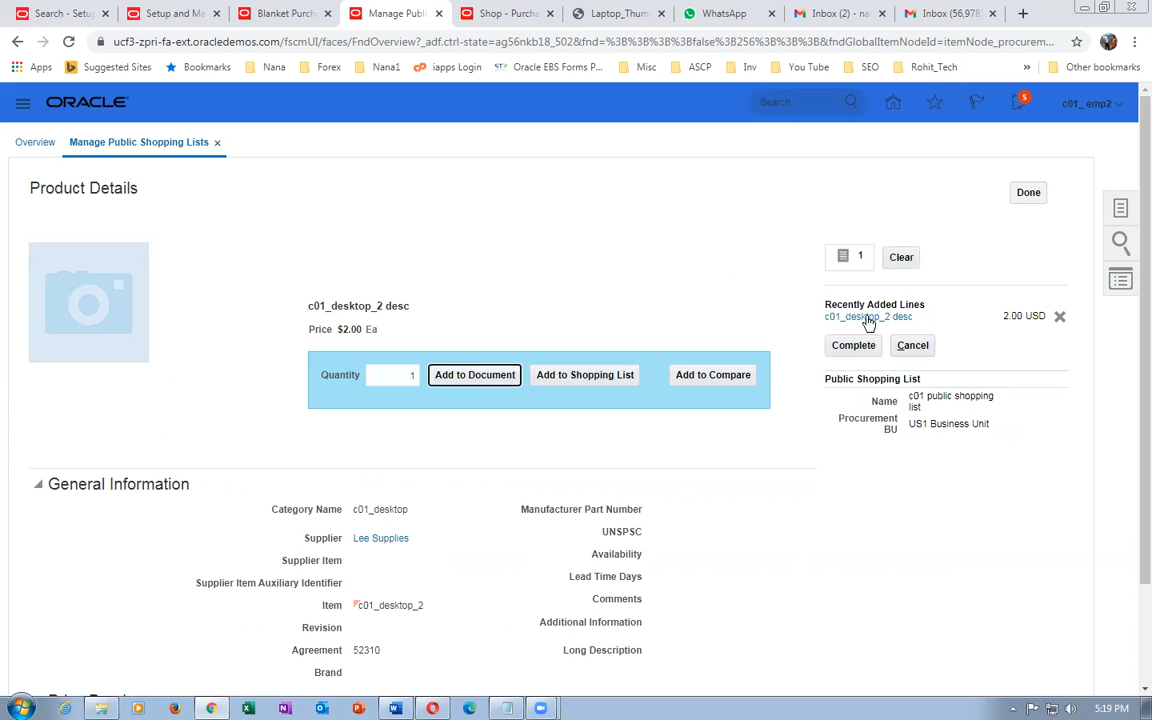 Search - Setup
Setup and Ma
Blanket Purcha
Manage Public
Shop - Purcha
Laptop_Thum
WhatsApp
Inbox (2) - na
Inbox (56,978
ucf3-zpri-fa-ext.oracledemos.com/fscmUI/faces/FndOverview?_adf.ctrl-state=ag56nkb18_502&fnd=%3B%3B%3B%3Bfalse%3B256%3B%3B%3B&fndGlobalItemNodeId=itemNode_procurem...
Apps
Suggested Sites
Bookmarks
Nana
Forex
Nana1
iapps Login
Oracle EBS Forms P...
Misc
ASCP
Inv
You Tube
SEO
Rohit_Tech
»
Other bookmarks
ORACLE
Search
5
c01_ emp2
Overview
Manage Public Shopping Lists
Product Details
Done
1
Clear
Recently Added Lines
c01_desktop_2 desc
2.00 USD
Complete
Cancel
Public Shopping List
Name c01 public shopping
list
Procurement
BU
US1 Business Unit
c01_desktop_2 desc
Price $2.00 Ea
Quantity 1 Add to Document Add to Shopping List Add to Compare
General Information
Category Name c01_desktop
Supplier Lee Supplies
Supplier Item
Supplier Item Auxiliary Identifier
Item c01_desktop_2
Revision
Agreement 52310
Brand
Manufacturer Part Number
UNSPSC
Availability
Lead Time Days
Comments
Additional Information
Long Description
5:19 PM